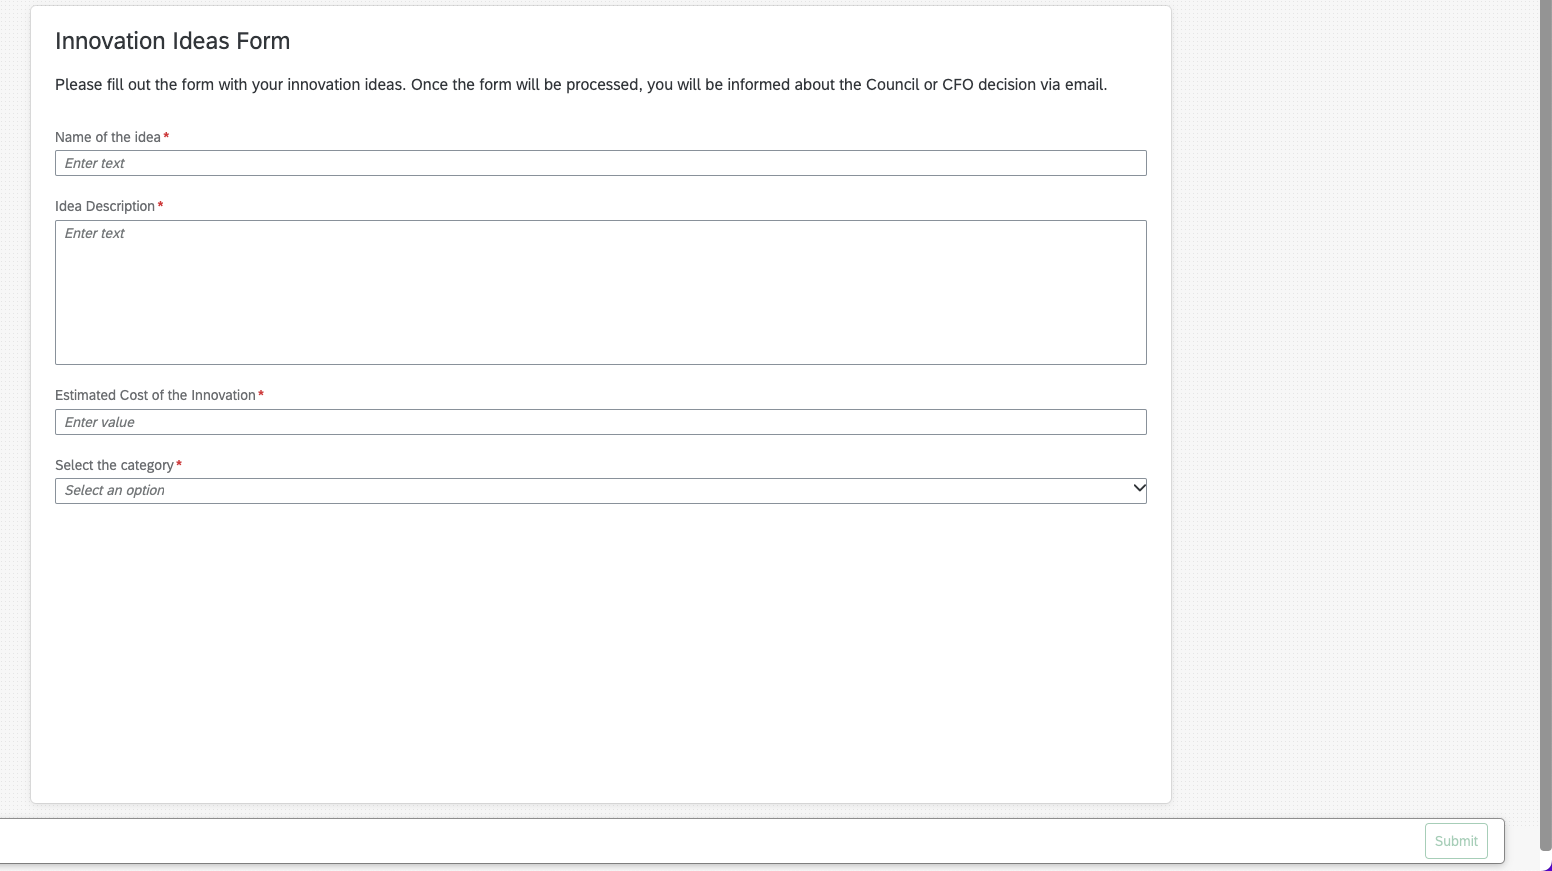 Innovation Ideas Form
Please fill out the form with your innovation ideas. Once the form will be processed, you will be informed about the Council or CFO decision via email.
Name of the idea*
Enter text
Idea Description*
Enter text
Estimated Cost of the Innovation*
Enter value
Select the category*
Select an option
Submit